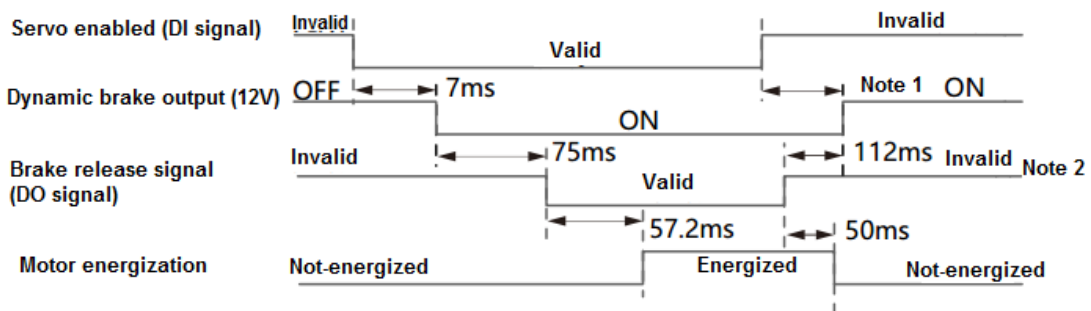 Servo enabled (DI signal)
Invalid
Valid
Invalid
Dynamic brake output (12V)
OFF
7ms
ON
Note 1
ON
Brake release signal
(DO signal)
Invalid
75ms
Valid
112ms
Invalid
Note 2
Motor energization
Not-energized
57.2ms
Energized
50ms
Not-energized